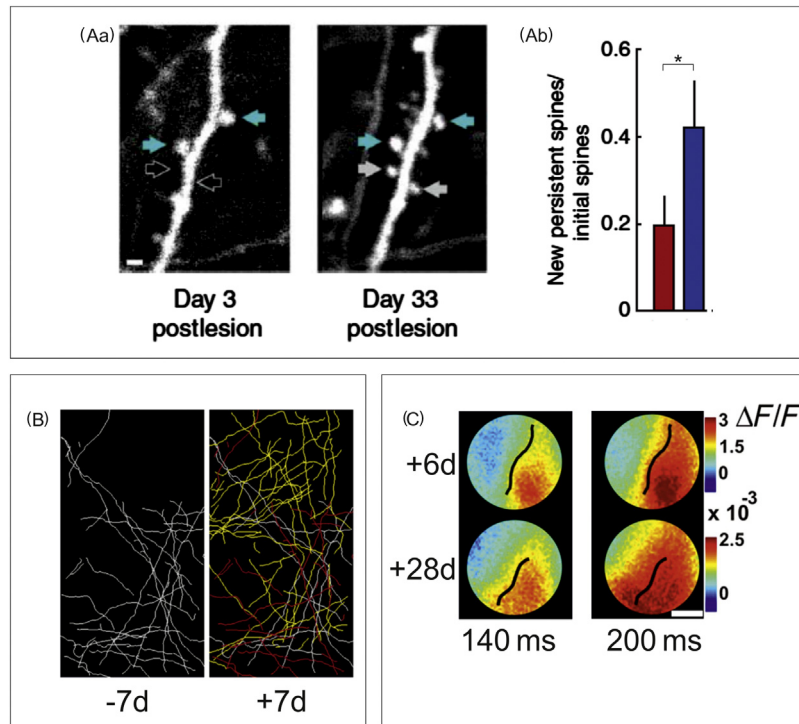 (Aa)
Day 3
postlesion
Day 33
postlesion
(Ab)
New persistent spines/
initial spines
0.6
0.4
0.2
0
*
(B)
-7d
+7d
(C)
+6d
+28d
140 ms
200 ms
3
1.5
0
ΔF/F
x 10⁻³
2.5
0